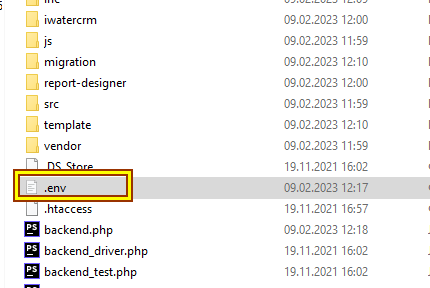 iwatercrm 09.02.2023 12:00
js 09.02.2023 11:59
migration 09.02.2023 12:10
report-designer 09.02.2023 12:00
src 09.02.2023 11:59
template 09.02.2023 12:10
vendor 09.02.2023 11:59
.DS_Store 19.11.2021 16:02
.env 09.02.2023 12:17
.htaccess 19.11.2021 16:57
PS backend.php 09.02.2023 12:18
PS backend_driver.php 19.11.2021 16:02
PS backend_test.php 19.11.2021 16:02